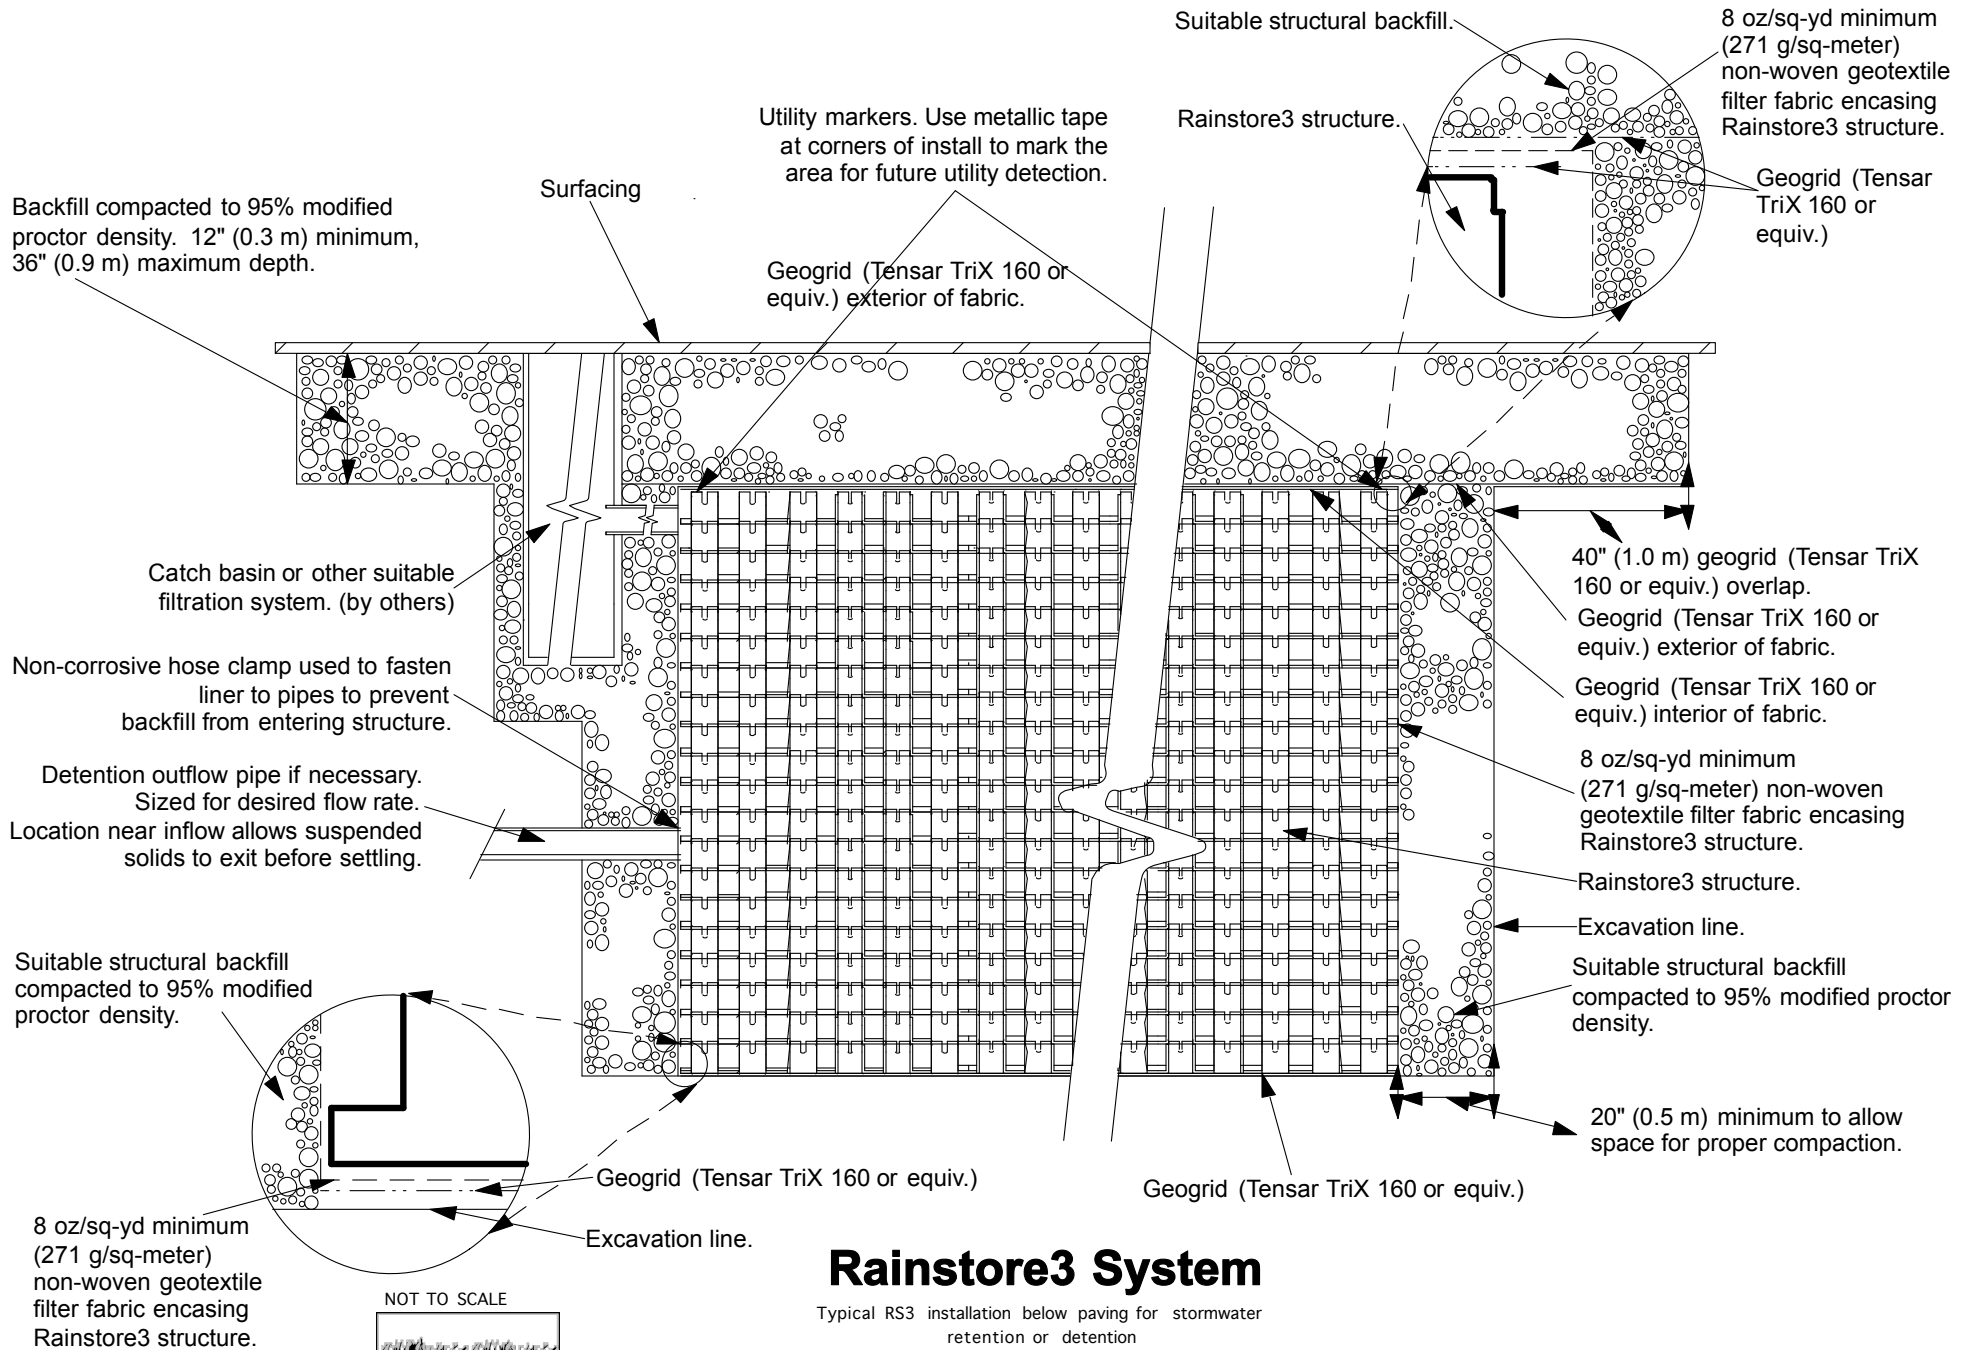 Suitable structural backfill.
8 oz/sq-yd minimum
(271 g/sq-meter)
non-woven geotextile
filter fabric encasing
Rainstore3 structure.
Rainstore3 structure.
Geogrid (Tensar
TriX 160 or
equiv.)
Utility markers. Use metallic tape
at corners of install to mark the
area for future utility detection.
Surfacing
Backfill compacted to 95% modified
proctor density. 12" (0.3 m) minimum,
36" (0.9 m) maximum depth.
Geogrid (Tensar TriX 160 or
equiv.) exterior of fabric.
Catch basin or other suitable
filtration system. (by others)
Non-corrosive hose clamp used to fasten
liner to pipes to prevent
backfill from entering structure.
Detention outflow pipe if necessary.
Sized for desired flow rate.
Location near inflow allows suspended
solids to exit before settling.
40" (1.0 m) geogrid (Tensar TriX
160 or equiv.) overlap.
Geogrid (Tensar TriX 160 or
equiv.) exterior of fabric.
Geogrid (Tensar TriX 160 or
equiv.) interior of fabric.
8 oz/sq-yd minimum
(271 g/sq-meter) non-woven
geotextile filter fabric encasing
Rainstore3 structure.
Rainstore3 structure.
Excavation line.
Suitable structural backfill
compacted to 95% modified proctor
density.
20" (0.5 m) minimum to allow
space for proper compaction.
Suitable structural backfill
compacted to 95% modified
proctor density.
Geogrid (Tensar TriX 160 or equiv.)
Geogrid (Tensar TriX 160 or equiv.)
Excavation line.
8 oz/sq-yd minimum
(271 g/sq-meter)
non-woven geotextile
filter fabric encasing
Rainstore3 structure.
NOT TO SCALE
Rainstore3 System
Typical RS3 installation below paving for stormwater
retention or detention